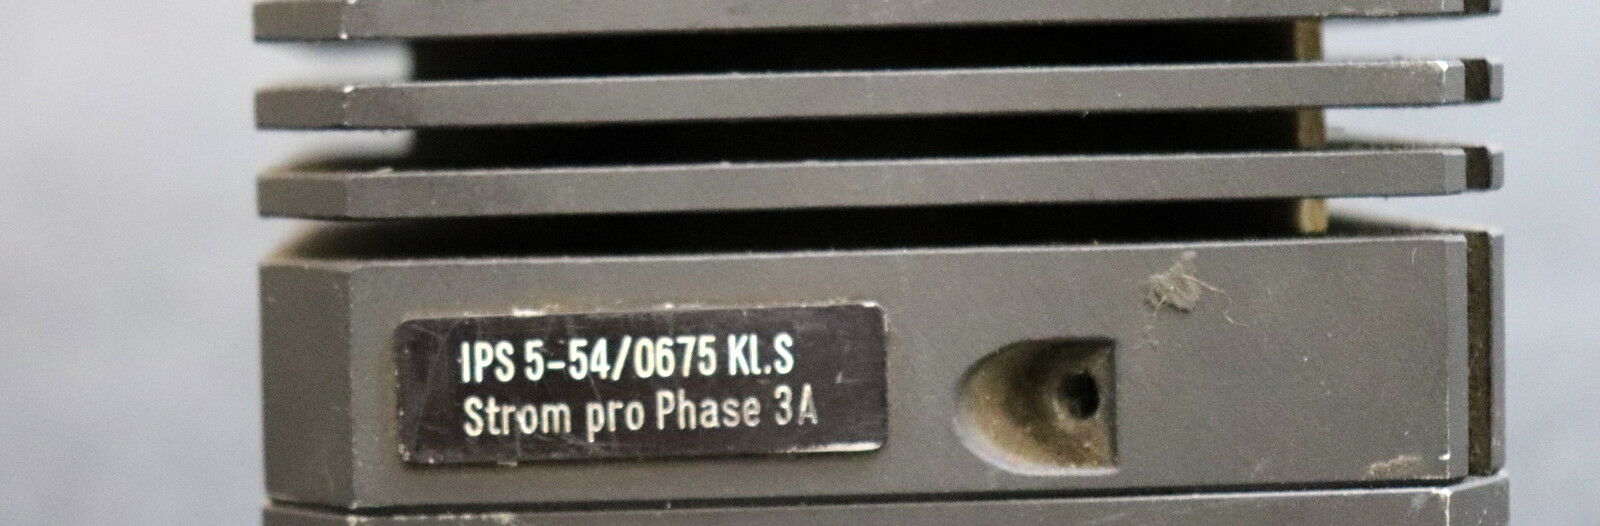 IPS 5-54/0675 Kl.S
Strom pro Phase 3A